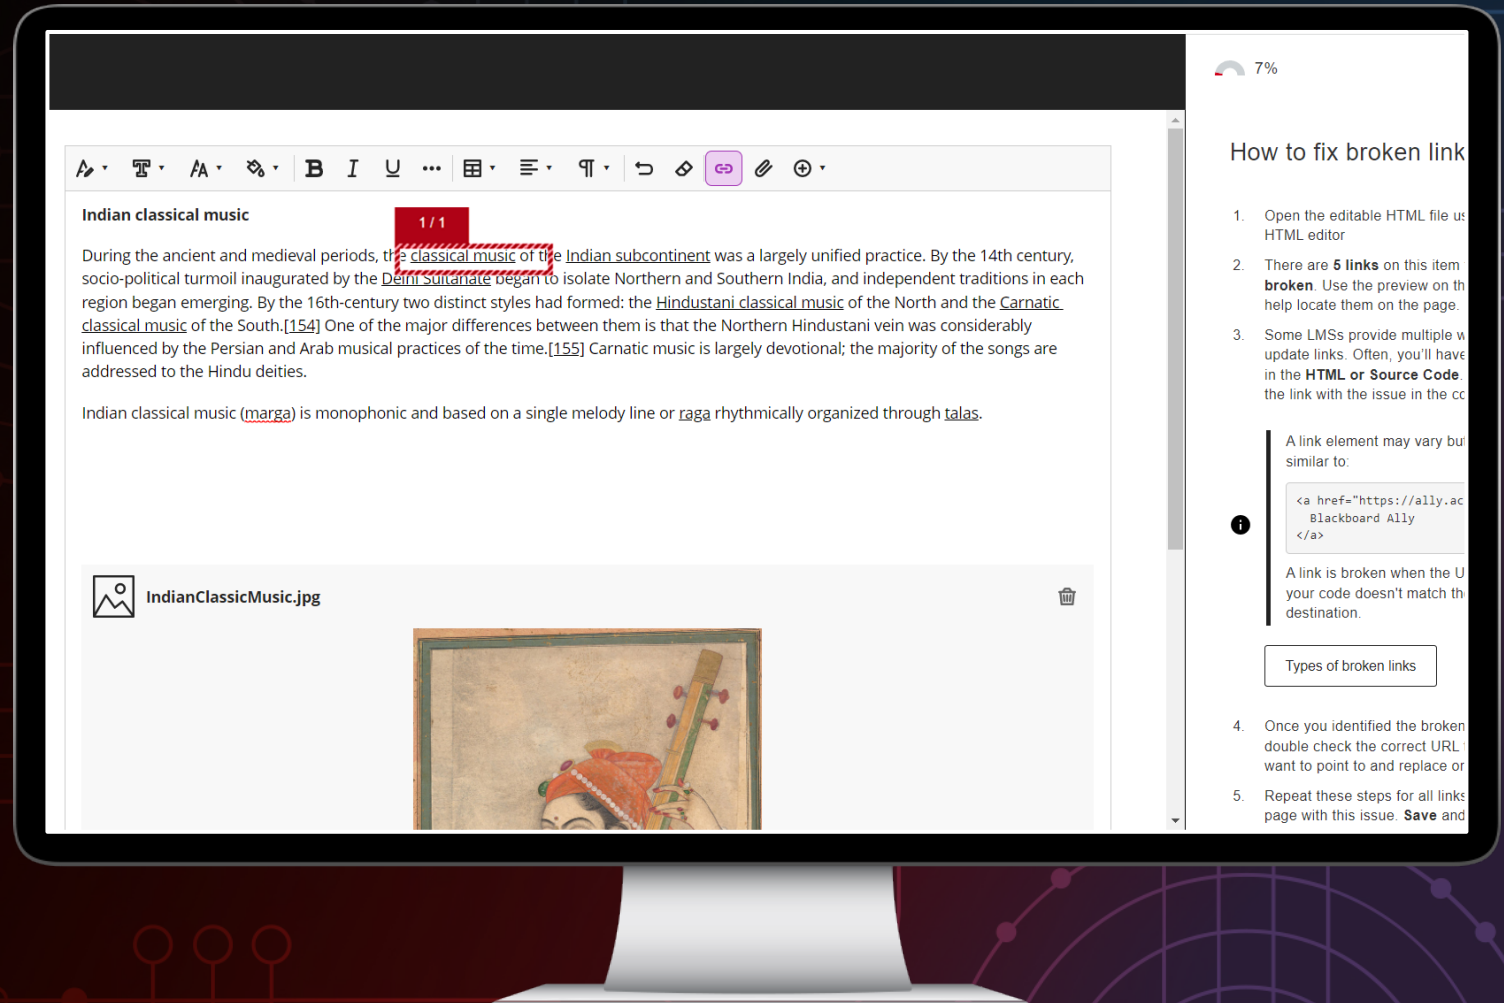 7%
B I U
Indian classical music
1 / 1
During the ancient and medieval periods, the classical music of the Indian subcontinent was a largely unified practice. By the 14th century,
socio-political turmoil inaugurated by the Delhi Sultanate began to isolate Northern and Southern India, and independent traditions in each
region began emerging. By the 16th-century two distinct styles had formed: the Hindustani classical music of the North and the Carnatic
classical music of the South.[154] One of the major differences between them is that the Northern Hindustani vein was considerably
influenced by the Persian and Arab musical practices of the time.[155] Carnatic music is largely devotional; the majority of the songs are
addressed to the Hindu deities.
Indian classical music (marga) is monophonic and based on a single melody line or raga rhythmically organized through talas.
IndianClassicMusic.jpg
How to fix broken link
1. Open the editable HTML file us
HTML editor
2. There are 5 links on this item
broken. Use the preview on th
help locate them on the page.
3. Some LMSs provide multiple w
update links. Often, you'll have
in the HTML or Source Code.
the link with the issue in the co
A link element may vary but
similar to:
<a href="https://ally.ac
Blackboard Ally
</a>
A link is broken when the U
your code doesn't match the
destination.
Types of broken links
4. Once you identified the broken
double check the correct URL
want to point to and replace or
5. Repeat these steps for all links
page with this issue. Save and